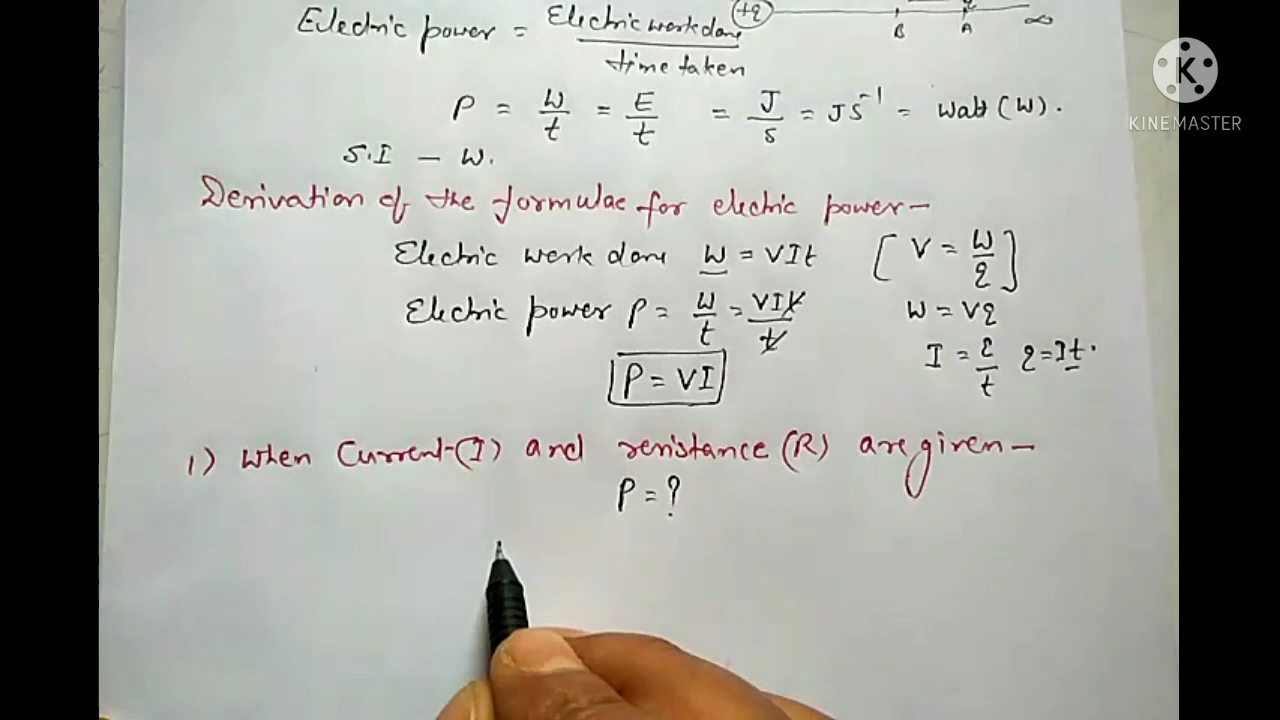 Electric power = Electric work done / time taken
+q
B A ∞
K
KINEMASTER
P = W/t = E/t = J/s = JS⁻¹ = watt (W).
S.I - W.
Derivation of the formulae for electric power-
Electric work done W = VIt [V = W/q]
Electric power P = W/t = VIt/t W = Vq
P = VI I = q/t q = It.
1) When Current (I) and resistance (R) are given-
P = ?